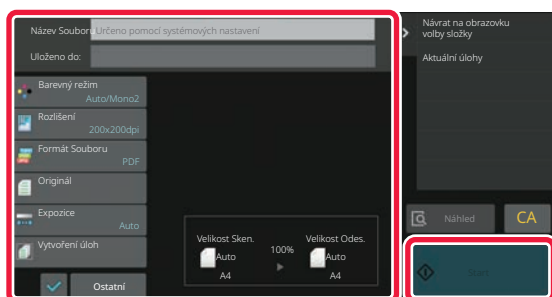 Název Souboru Určeno pomocí systémových nastavení
Uloženo do:
Barevný režim
Auto/Mono2
Rozlišení
200x200dpi
Formát Souboru
PDF
Originál
Expozice
Auto
Vytvoření úloh
Ostatní
Velikost Sken.
100%
Velikost Odes.
Auto
Auto
A4
A4
Návrat na obrazovku
volby složky
Aktuální úlohy
Náhled
CA
Start